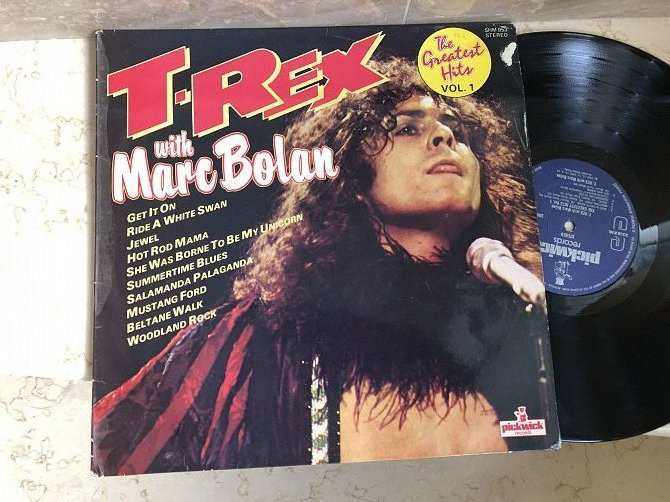 SHM 953
STEREO
T.REX
The
Greatest
Hits
VOL. 1
with
Marc Bolan
GET IT ON
RIDE A WHITE SWAN
JEWEL
HOT ROD MAMA
SHE WAS BORNE TO BE MY UNICORN
SUMMERTIME BLUES
SALAMANDA PALAGANDA
MUSTANG FORD
BELTANE WALK
WOODLAND ROCK
pickwick
records
pickwick
records